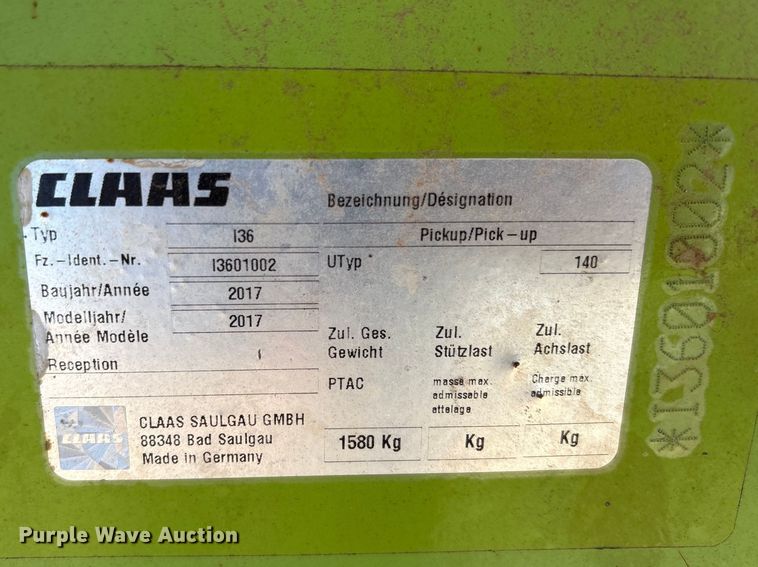 CLAAS
Bezeichnung/Désignation
Typ I36 Pickup/Pick-up
Fz.-Ident.-Nr. I3601002 UTyp 140
Baujahr/Année 2017
Modelljahr/
Année Modèle 2017
Reception
Zul. Ges.
Gewicht
PTAC
1580 Kg
Zul.
Stützlast
masse max.
admissable
attelage
Kg
Zul.
Achslast
Charge max.
admissible
Kg
CLAAS
CLAAS SAULGAU GMBH
88348 Bad Saulgau
Made in Germany
*I3601002*
Purple Wave Auction